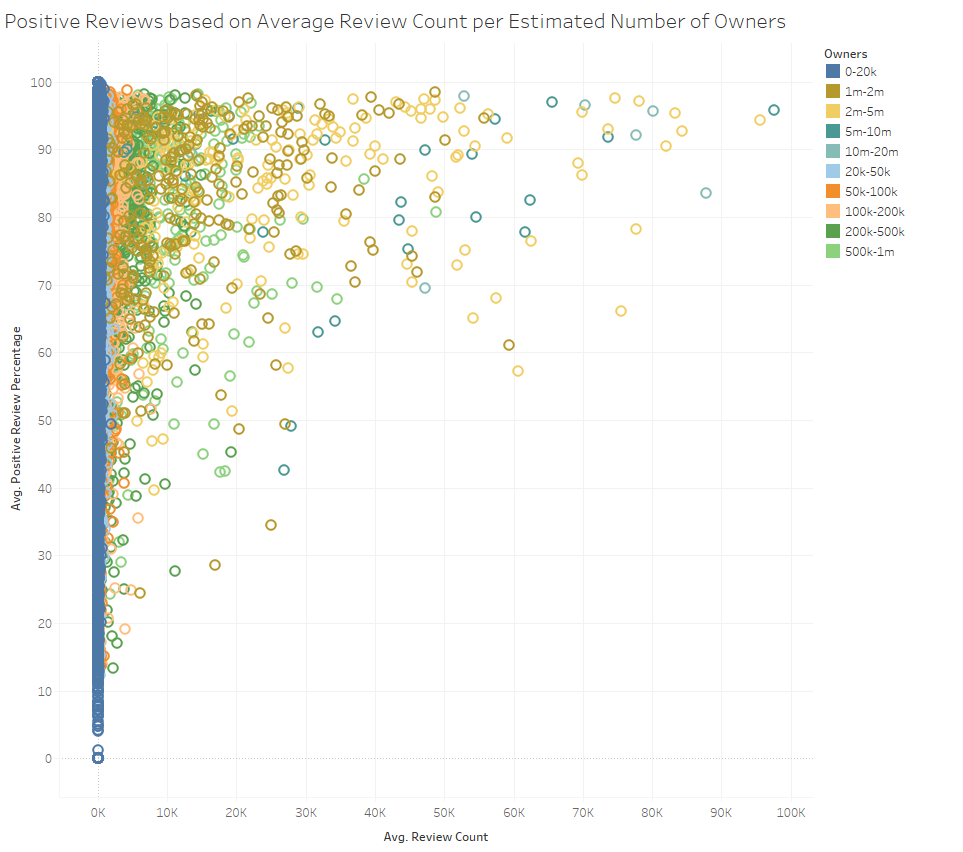 Positive Reviews based on Average Review Count per Estimated Number of Owners
Owners
0-20k
1m-2m
2m-5m
5m-10m
10m-20m
20k-50k
50k-100k
100k-200k
200k-500k
500k-1m
Avg. Positive Review Percentage
100
90
80
70
60
50
40
30
20
10
0
0K 10K 20K 30K 40K 50K 60K 70K 80K 90K 100K
Avg. Review Count